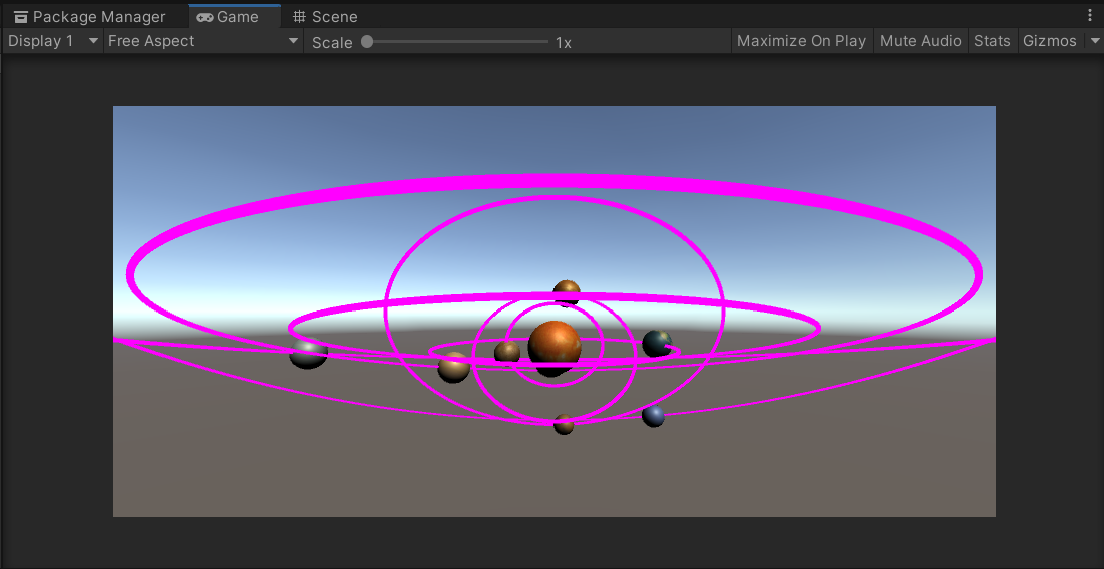 Package Manager Game Scene
Display 1 Free Aspect Scale 1x Maximize On Play Mute Audio Stats Gizmos